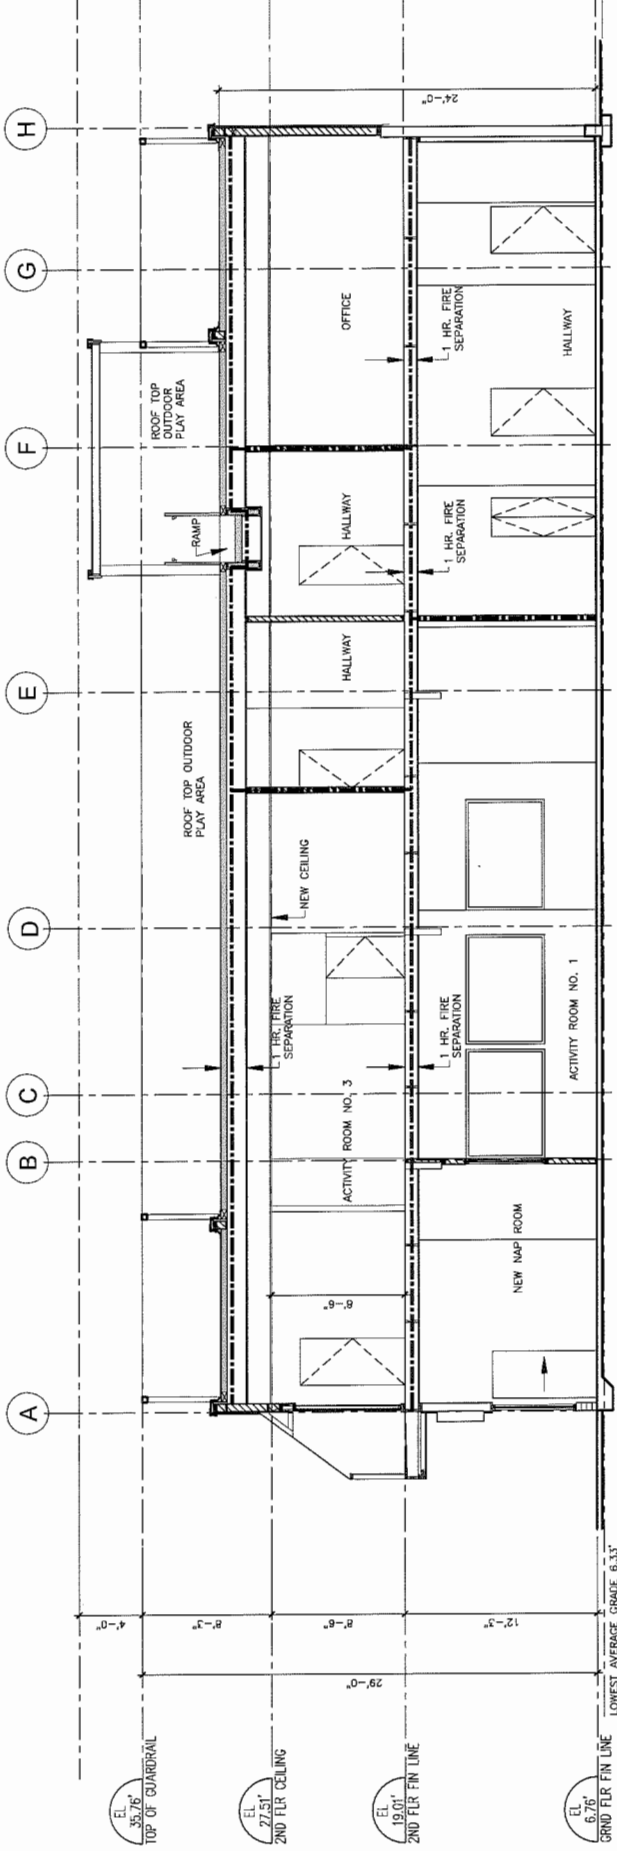 H
G
F
E
D
C
B
A
24'-0"
ROOF TOP
OUTDOOR
PLAY AREA
RAMP
ROOF TOP OUTDOOR
PLAY AREA
OFFICE
HALLWAY
HALLWAY
NEW CEILING
1 HR. FIRE
SEPARATION
ACTIVITY ROOM NO. 3
8'-6"
1 HR. FIRE
SEPARATION
HALLWAY
1 HR. FIRE
SEPARATION
1 HR. FIRE
SEPARATION
ACTIVITY ROOM NO. 1
NEW NAP ROOM
4'-0"
8'-3"
8'-6"
12'-3"
29'-0"
LOWEST AVERAGE GRADE 6.33'
EL
35.76'
TOP OF GUARDRAIL
EL
27.51'
2ND FLR CEILING
EL
19.01'
2ND FLR FIN LINE
EL
6.76'
GRND FLR FIN LINE